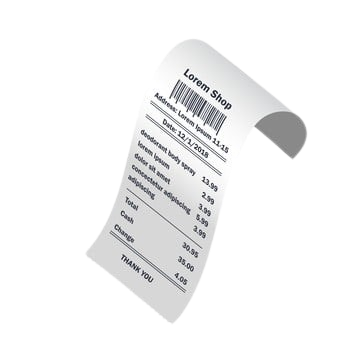 Lorem Shop
Address: Lorem Ipsum 11-15
Date: 12/1/2018
deodorant body spray 13.99
lorem ipsum 2.99
dolor sit amet 3.99
consectetur adipiscing 5.99
adipiscing 3.99
Total 30.95
Cash 35.00
Change 4.05
THANK YOU